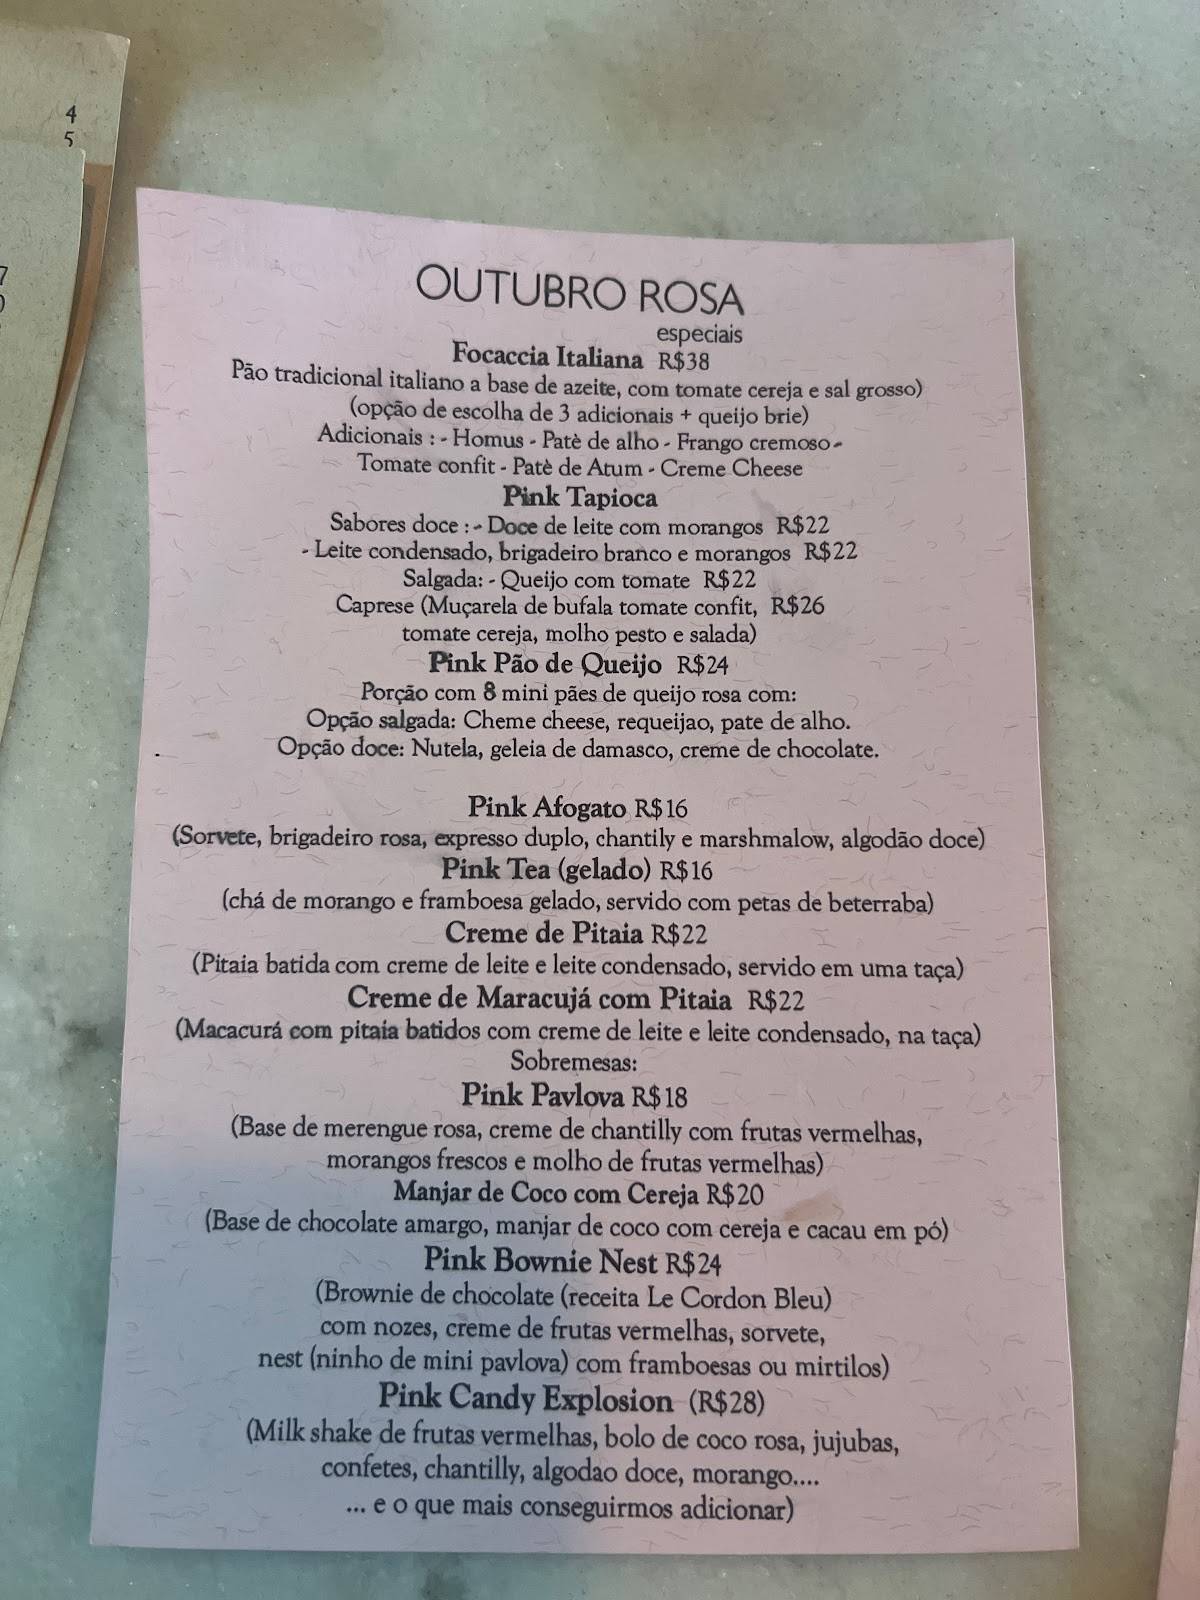 4
5
7
OUTUBRO ROSA
especiais
Focaccia Italiana R$38
Pão tradicional italiano a base de azeite, com tomate cereja e sal grosso)
(opção de escolha de 3 adicionais + queijo brie)
Adicionais : - Homus - Patè de alho - Frango cremoso -
Tomate confit - Patè de Atum - Creme Cheese
Pink Tapioca
Sabores doce : - Doce de leite com morangos R$22
- Leite condensado, brigadeiro branco e morangos R$22
Salgada: - Queijo com tomate R$22
Caprese (Muçarela de bufala tomate confit, R$26
tomate cereja, molho pesto e salada)
Pink Pão de Queijo R$24
Porção com 8 mini pães de queijo rosa com:
Opção salgada: Cheme cheese, requeijao, pate de alho.
Opção doce: Nutela, geleia de damasco, creme de chocolate.
Pink Afogato R$16
(Sorvete, brigadeiro rosa, expresso duplo, chantily e marshmalow, algodão doce)
Pink Tea (gelado) R$16
(chá de morango e framboesa gelado, servido com petas de beterraba)
Creme de Pitaia R$22
(Pitaia batida com creme de leite e leite condensado, servido em uma taça)
Creme de Maracujá com Pitaia R$22
(Macacurá com pitaia batidos com creme de leite e leite condensado, na taça)
Sobremesas:
Pink Pavlova R$18
(Base de merengue rosa, creme de chantilly com frutas vermelhas,
morangos frescos e molho de frutas vermelhas)
Manjar de Coco com Cereja R$20
(Base de chocolate amargo, manjar de coco com cereja e cacau em pó)
Pink Bownie Nest R$24
(Brownie de chocolate (receita Le Cordon Bleu)
com nozes, creme de frutas vermelhas, sorvete,
nest (ninho de mini pavlova) com framboesas ou mirtilos)
Pink Candy Explosion (R$28)
(Milk shake de frutas vermelhas, bolo de coco rosa, jujubas,
confetes, chantilly, algodao doce, morango....
... e o que mais conseguirmos adicionar)